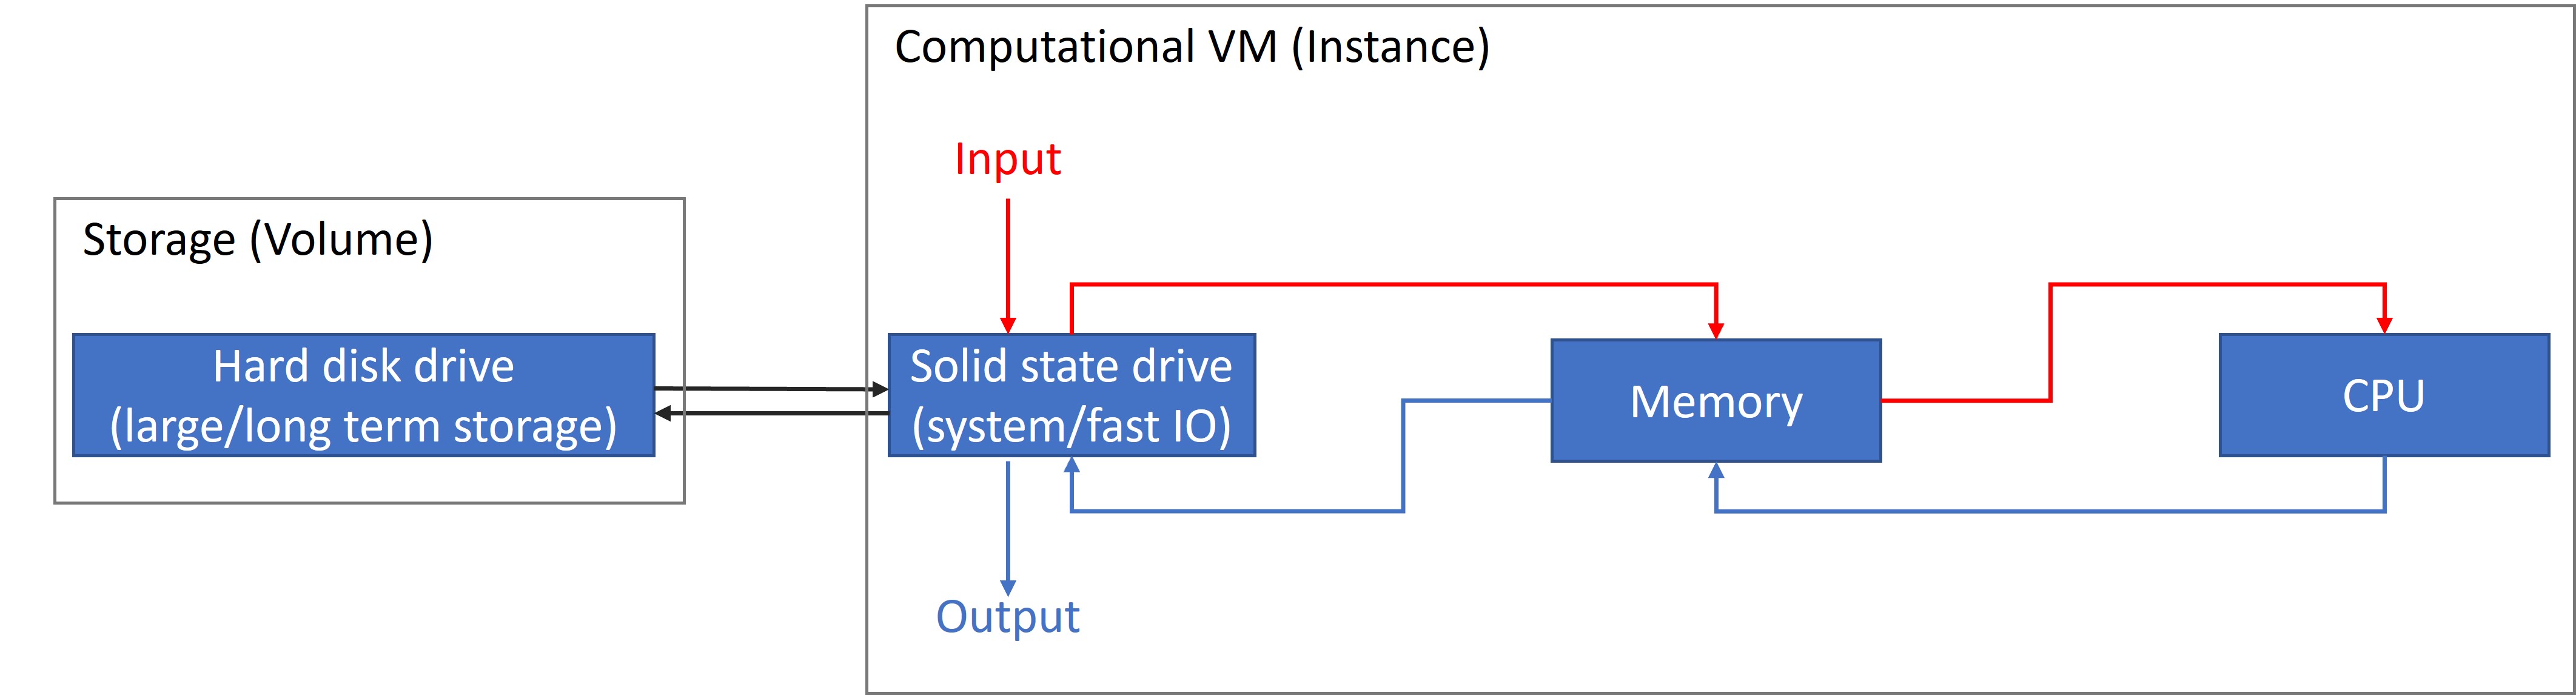 Computational VM (Instance)
Input
Storage (Volume)
Hard disk drive
(large/long term storage)
Solid state drive
(system/fast IO)
Memory
CPU
Output